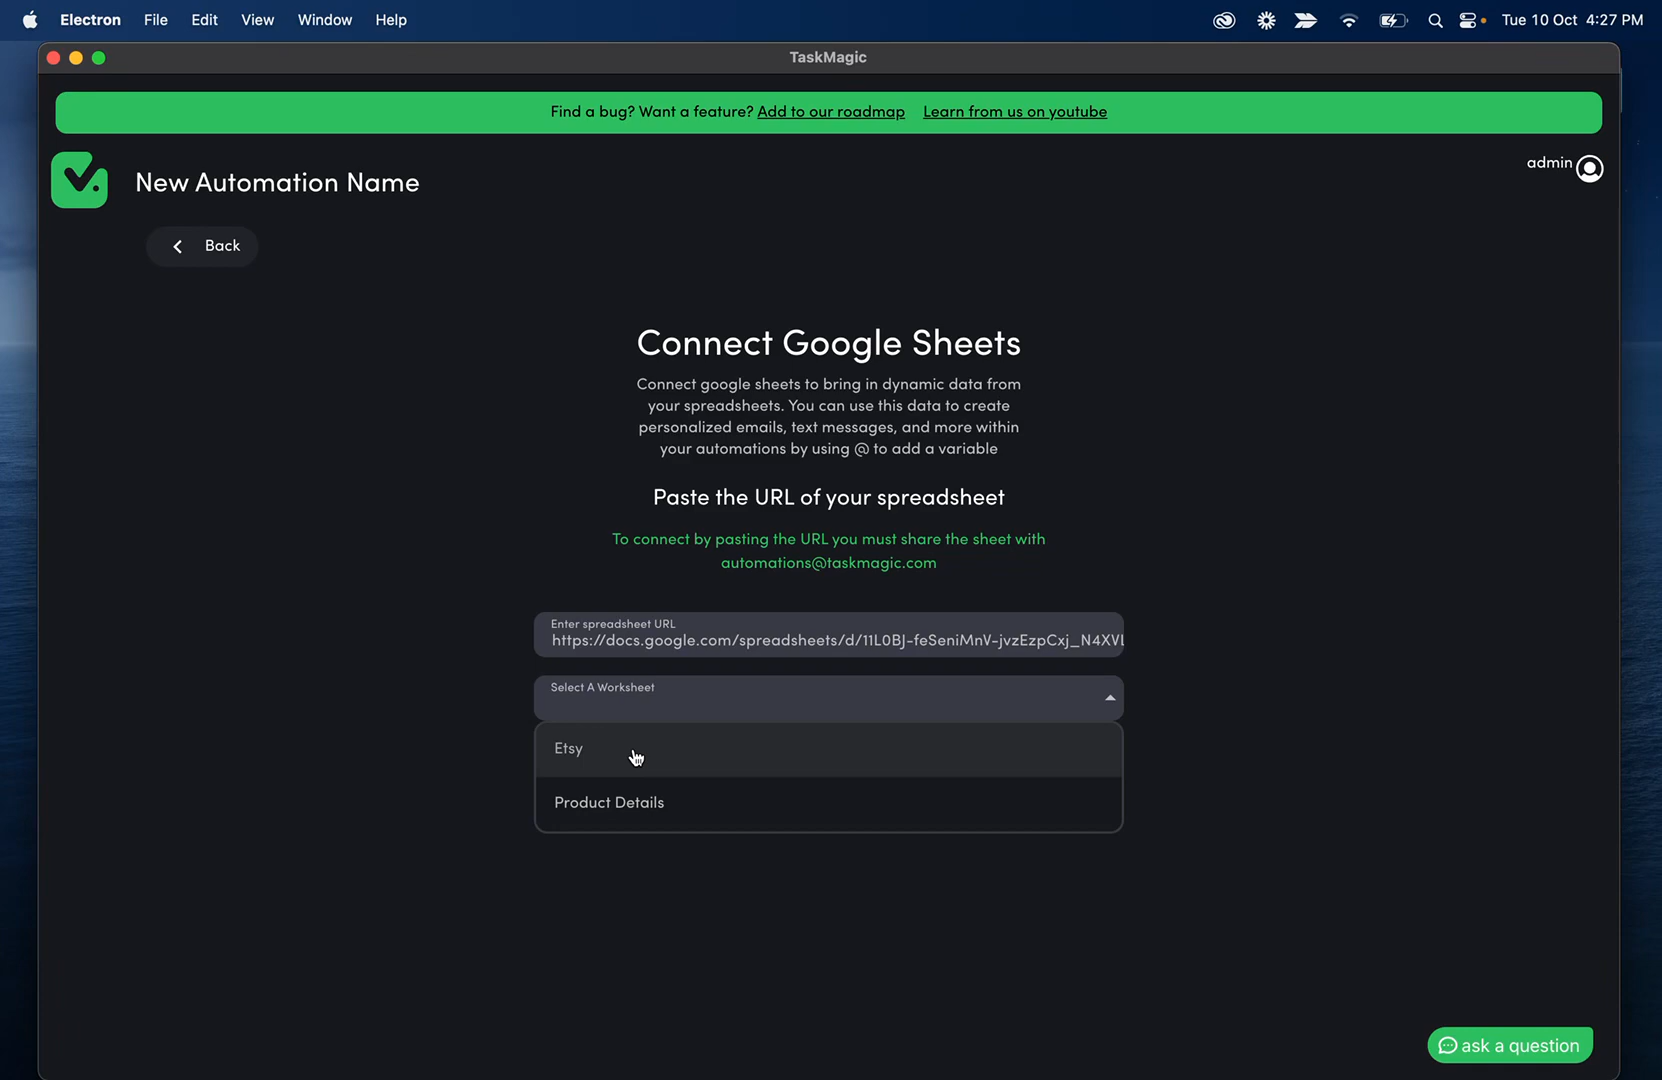 Electron File Edit View Window Help Tue 10 Oct 4:27 PM
TaskMagic
Find a bug? Want a feature? Add to our roadmap Learn from us on youtube
New Automation Name
admin
Back
Connect Google Sheets
Connect google sheets to bring in dynamic data from
your spreadsheets. You can use this data to create
personalized emails, text messages, and more within
your automations by using @ to add a variable
Paste the URL of your spreadsheet
To connect by pasting the URL you must share the sheet with
automations@taskmagic.com
Enter spreadsheet URL
https://docs.google.com/spreadsheets/d/11L0BJ-feSeniMnV-jvzEzpCxj_N4XVL
Select A Worksheet
Etsy
Product Details
ask a question